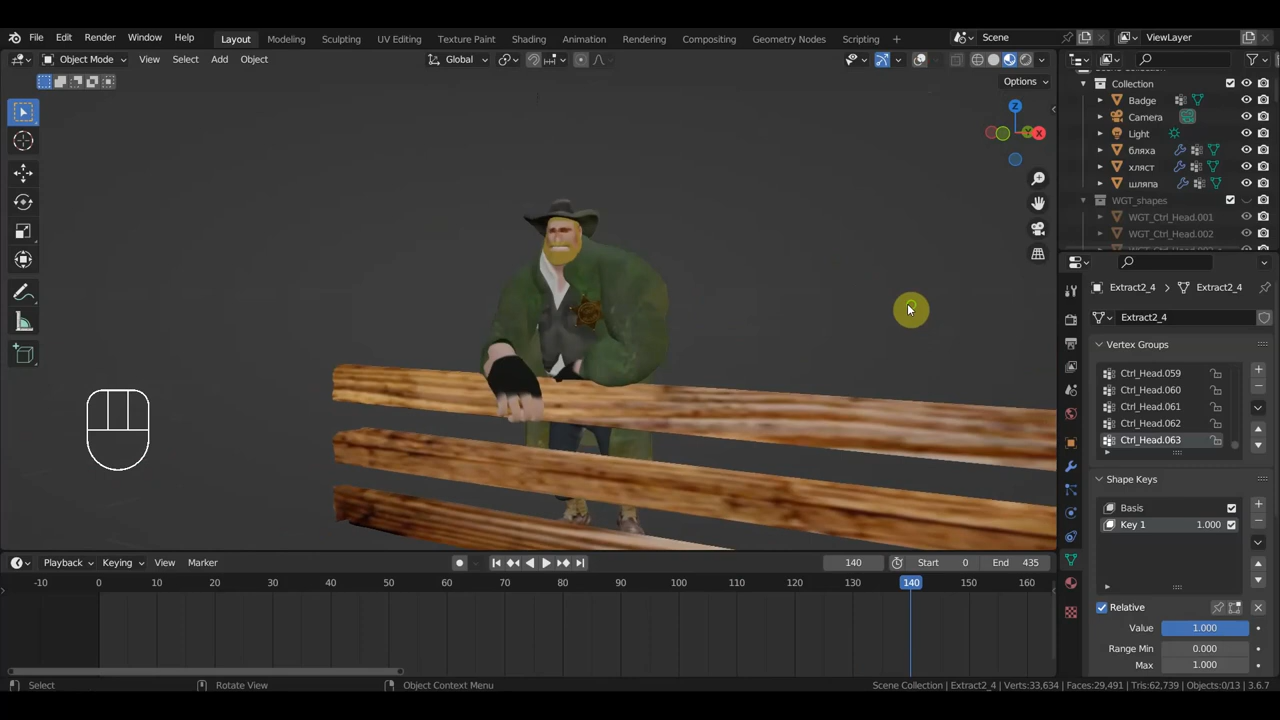 File Edit Render Window Help Layout Modeling Sculpting UV Editing Texture Paint Shading Animation Rendering Compositing Geometry Nodes Scripting + Scene ViewLayer
Object Mode View Select Add Object Global
Options
Z
Y X
Collection
Badge
Camera
Light
бляха
хляст
шляпа
WGT_shapes
WGT_Ctrl_Head.001
WGT_Ctrl_Head.002
Extract2_4 > Extract2_4
Extract2_4
Vertex Groups
Ctrl_Head.059
Ctrl_Head.060
Ctrl_Head.061
Ctrl_Head.062
Ctrl_Head.063
Shape Keys
Basis
Key 1 1.000
Relative
Value 1.000
Range Min 0.000
Max 1.000
Playback Keying View Marker 140 Start 0 End 435
-10 0 10 20 30 40 50 60 70 80 90 100 110 120 130 140 150 160
Select Rotate View Object Context Menu Scene Collection | Extract2_4 | Verts:33,634 | Faces:29,491 | Tris:62,739 | Objects:0/13 | 3.6.7